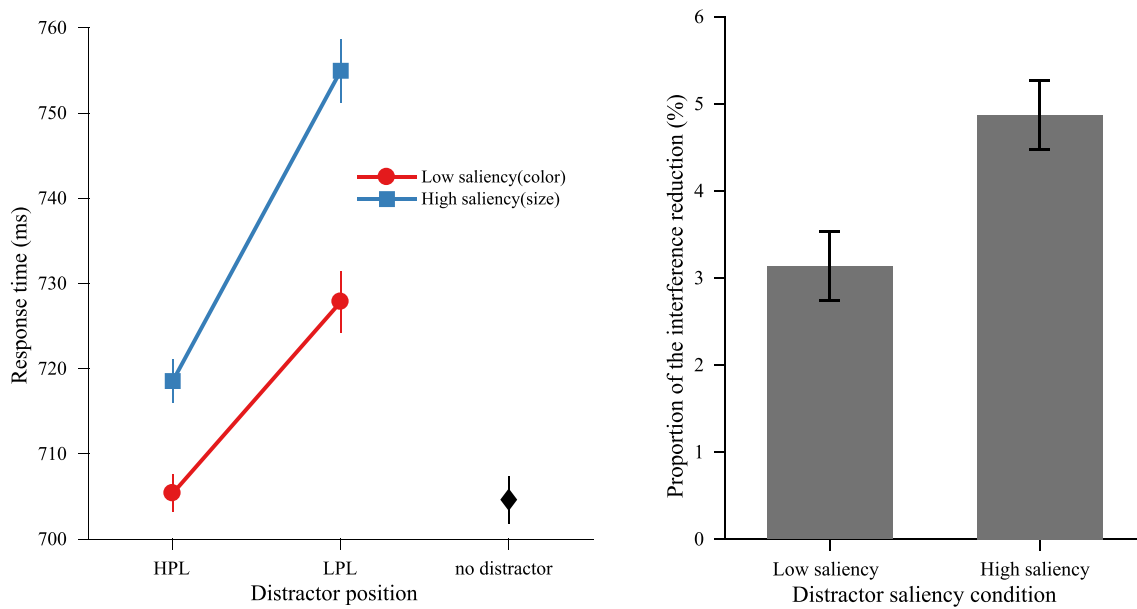 760
750
740
730
720
710
700
Response time (ms)
Low saliency(color)
High saliency(size)
HPL
LPL
no distractor
Distractor position
6
5
4
3
2
1
0
Proportion of the interference reduction (%)
Low saliency
High saliency
Distractor saliency condition